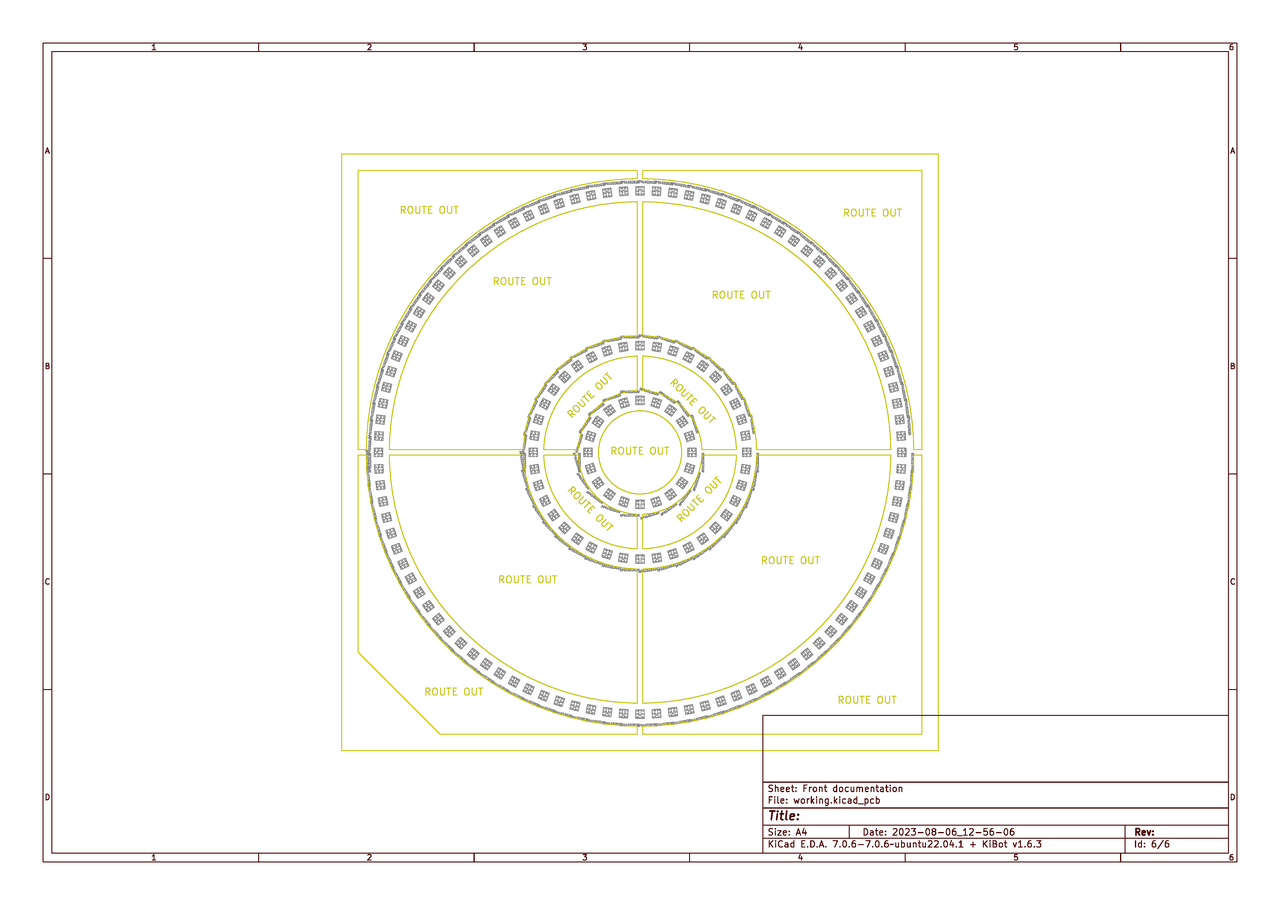 1 2 3 4 5 6
A A
ROUTE OUT
ROUTE OUT
ROUTE OUT
ROUTE OUT
B B
ROUTE OUT
ROUTE OUT
ROUTE OUT
ROUTE OUT
ROUTE OUT
ROUTE OUT
C C
ROUTE OUT
ROUTE OUT
ROUTE OUT
Sheet: Front documentation
D D
File: working.kicad_pcb
Title:
Size: A4 Date: 2023-08-06_12-56-06 Rev:
KiCad E.D.A. 7.0.6-7.0.6~ubuntu22.04.1 + KiBot v1.6.3 Id: 6/6
1 2 3 4 5 6